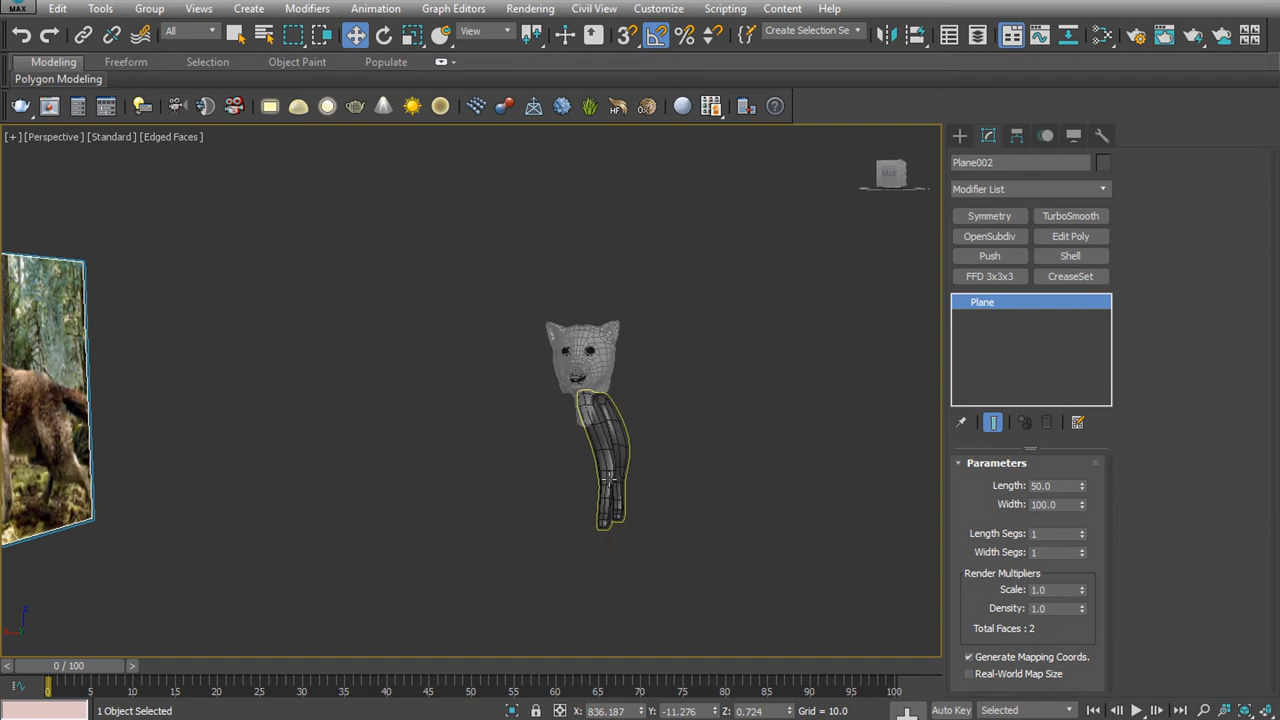 MAX
Edit Tools Group Views Create Modifiers Animation Graph Editors Rendering Civil View Customize Scripting Content Help
All View Create Selection Se
Modeling Freeform Selection Object Paint Populate
Polygon Modeling
[+] [Perspective] [Standard] [Edged Faces]
BACK
Plane002
Modifier List
Symmetry TurboSmooth
OpenSubdiv Edit Poly
Push Shell
FFD 3x3x3 CreaseSet
Plane
Parameters
Length: 50.0
Width: 100.0
Length Segs: 1
Width Segs: 1
Render Multipliers
Scale: 1.0
Density: 1.0
Total Faces : 2
Generate Mapping Coords.
Real-World Map Size
z
0 / 100
0 5 10 15 20 25 30 35 40 45 50 55 60 65 70 75 80 85 90 95 100
1 Object Selected X: 836.187 Y: -11.276 Z: 0.724 Grid = 10.0 Auto Key Selected